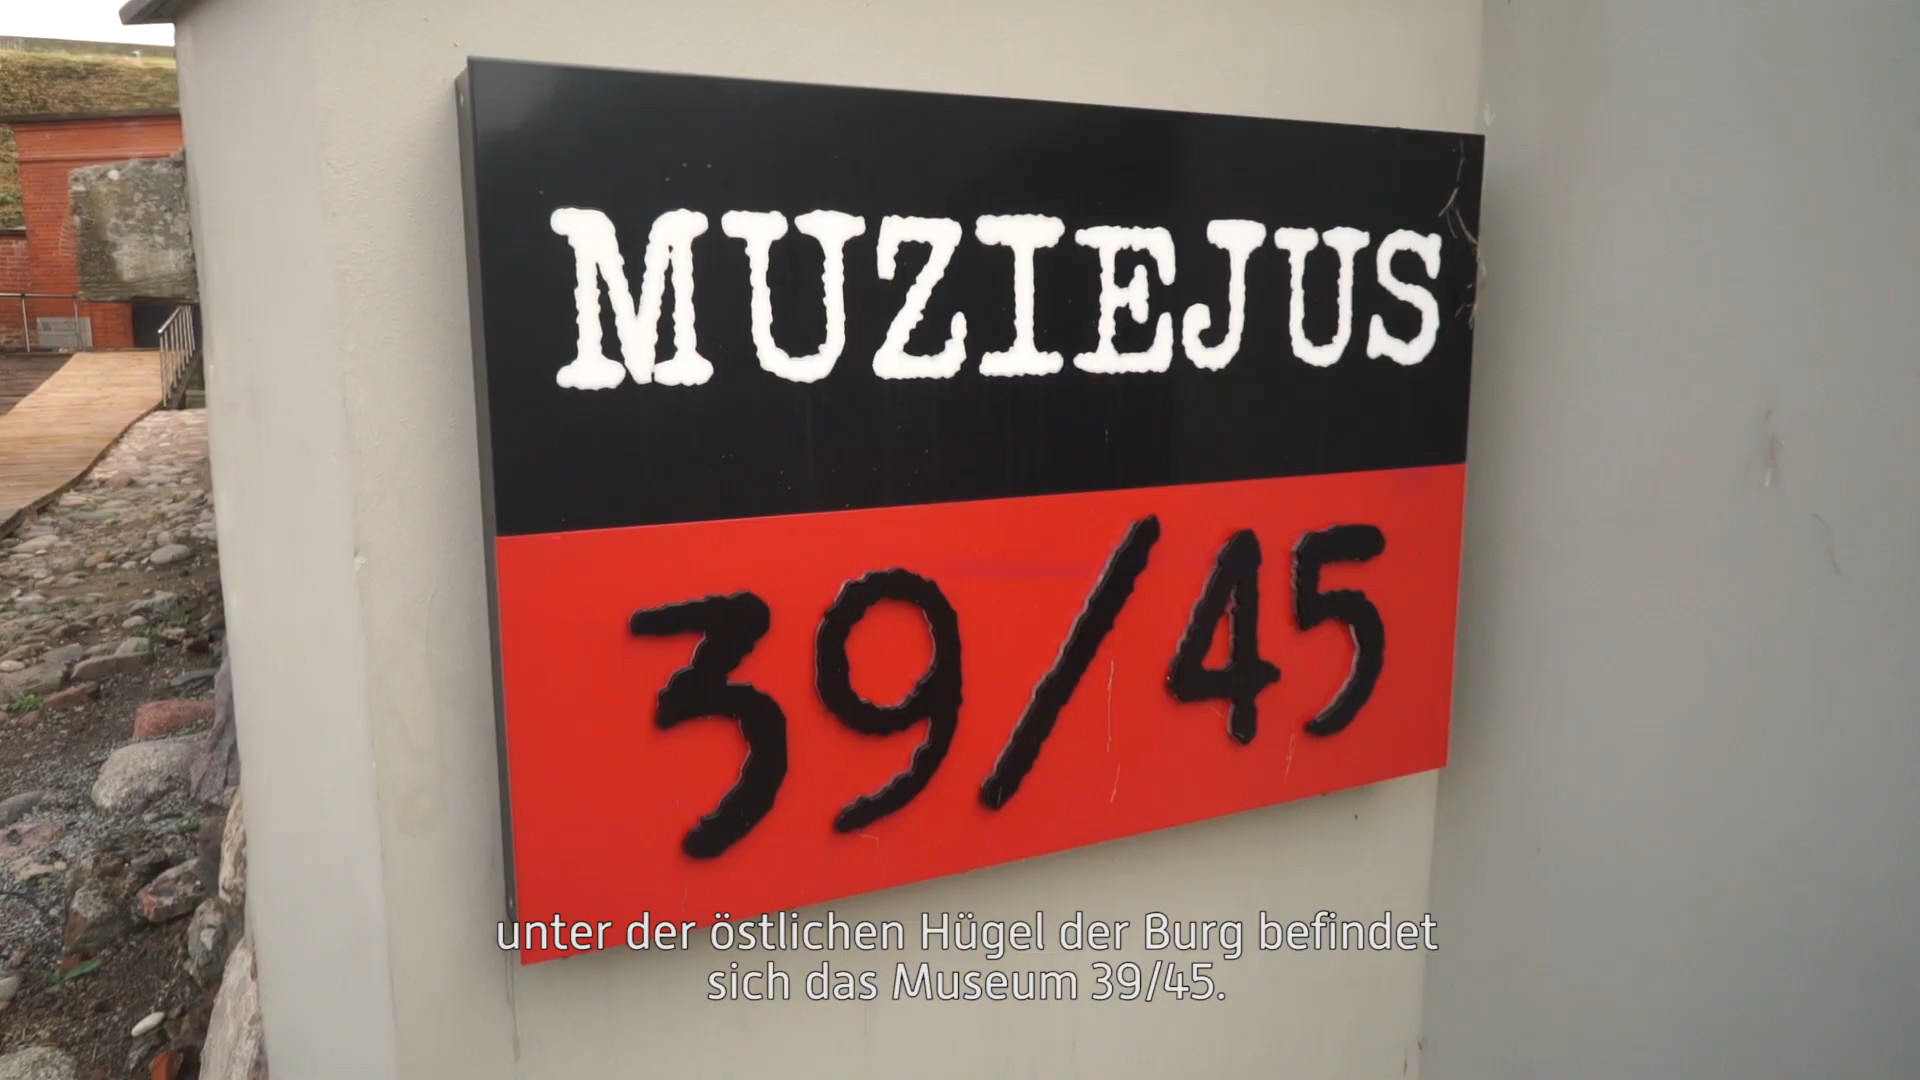 MUZIEJUS
39/45
unter der östlichen Hügel der Burg befindet
sich das Museum 39/45.